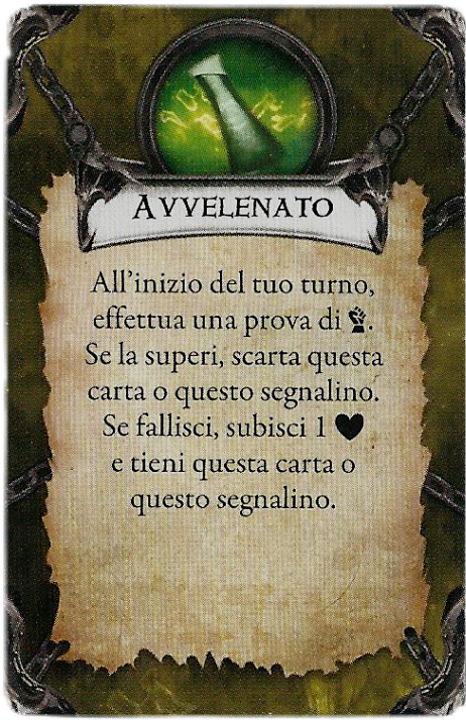 AVVELENATO
All'inizio del tuo turno,
effettua una prova di .
Se la superi, scarta questa
carta o questo segnalino.
Se fallisci, subisci 1 ♥
e tieni questa carta o
questo segnalino.